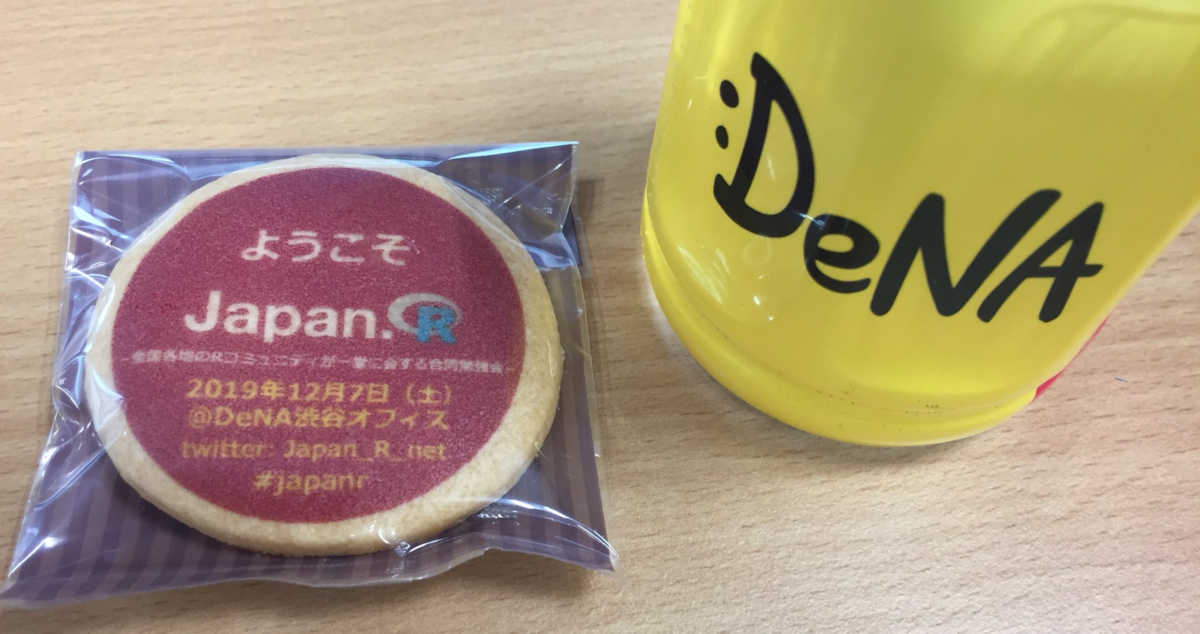 ようこそ
Japan.R
-全国各地のRコミュニティが一堂に会する合同勉強会-
2019年12月7日（土）
@DeNA渋谷オフィス
twitter: Japan_R_net
#japanr
:DeNA